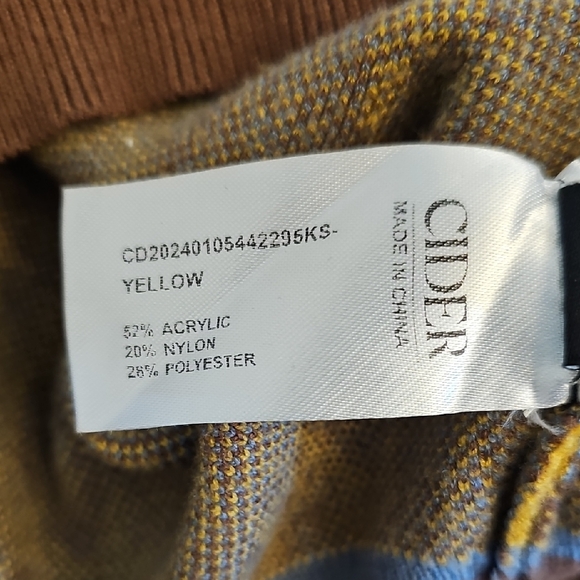 CD20240105442295KS-
YELLOW
52% ACRYLIC
20% NYLON
28% POLYESTER
CIDER
MADE IN CHINA